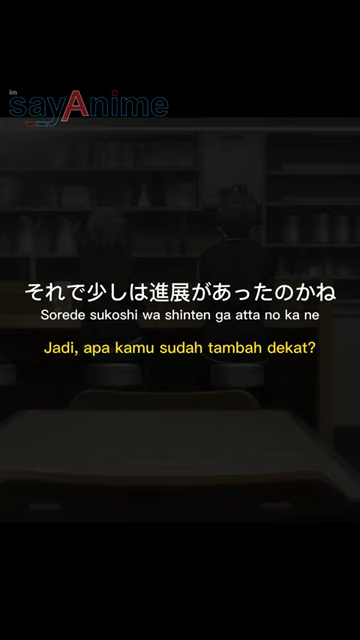 Im
sayAnime
それで少しは進展があったのかね
Sorede sukoshi wa shinten ga atta no ka ne
Jadi, apa kamu sudah tambah dekat?